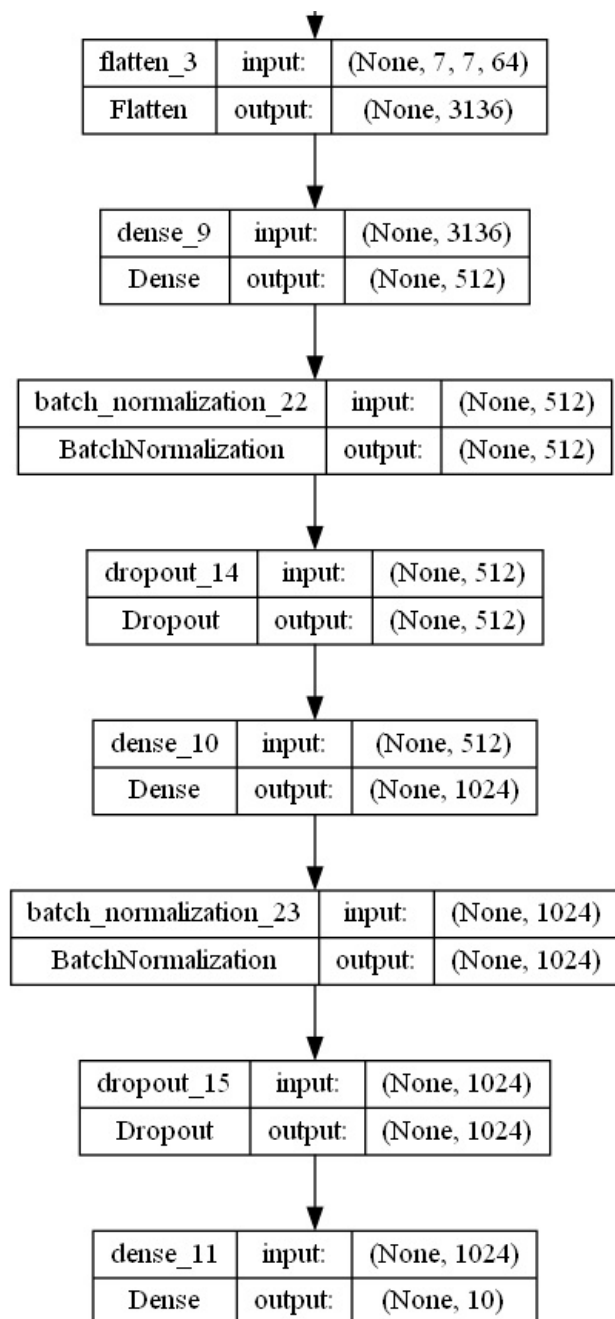 flatten_3 input: (None, 7, 7, 64)
Flatten output: (None, 3136)
dense_9 input: (None, 3136)
Dense output: (None, 512)
batch_normalization_22 input: (None, 512)
BatchNormalization output: (None, 512)
dropout_14 input: (None, 512)
Dropout output: (None, 512)
dense_10 input: (None, 512)
Dense output: (None, 1024)
batch_normalization_23 input: (None, 1024)
BatchNormalization output: (None, 1024)
dropout_15 input: (None, 1024)
Dropout output: (None, 1024)
dense_11 input: (None, 1024)
Dense output: (None, 10)